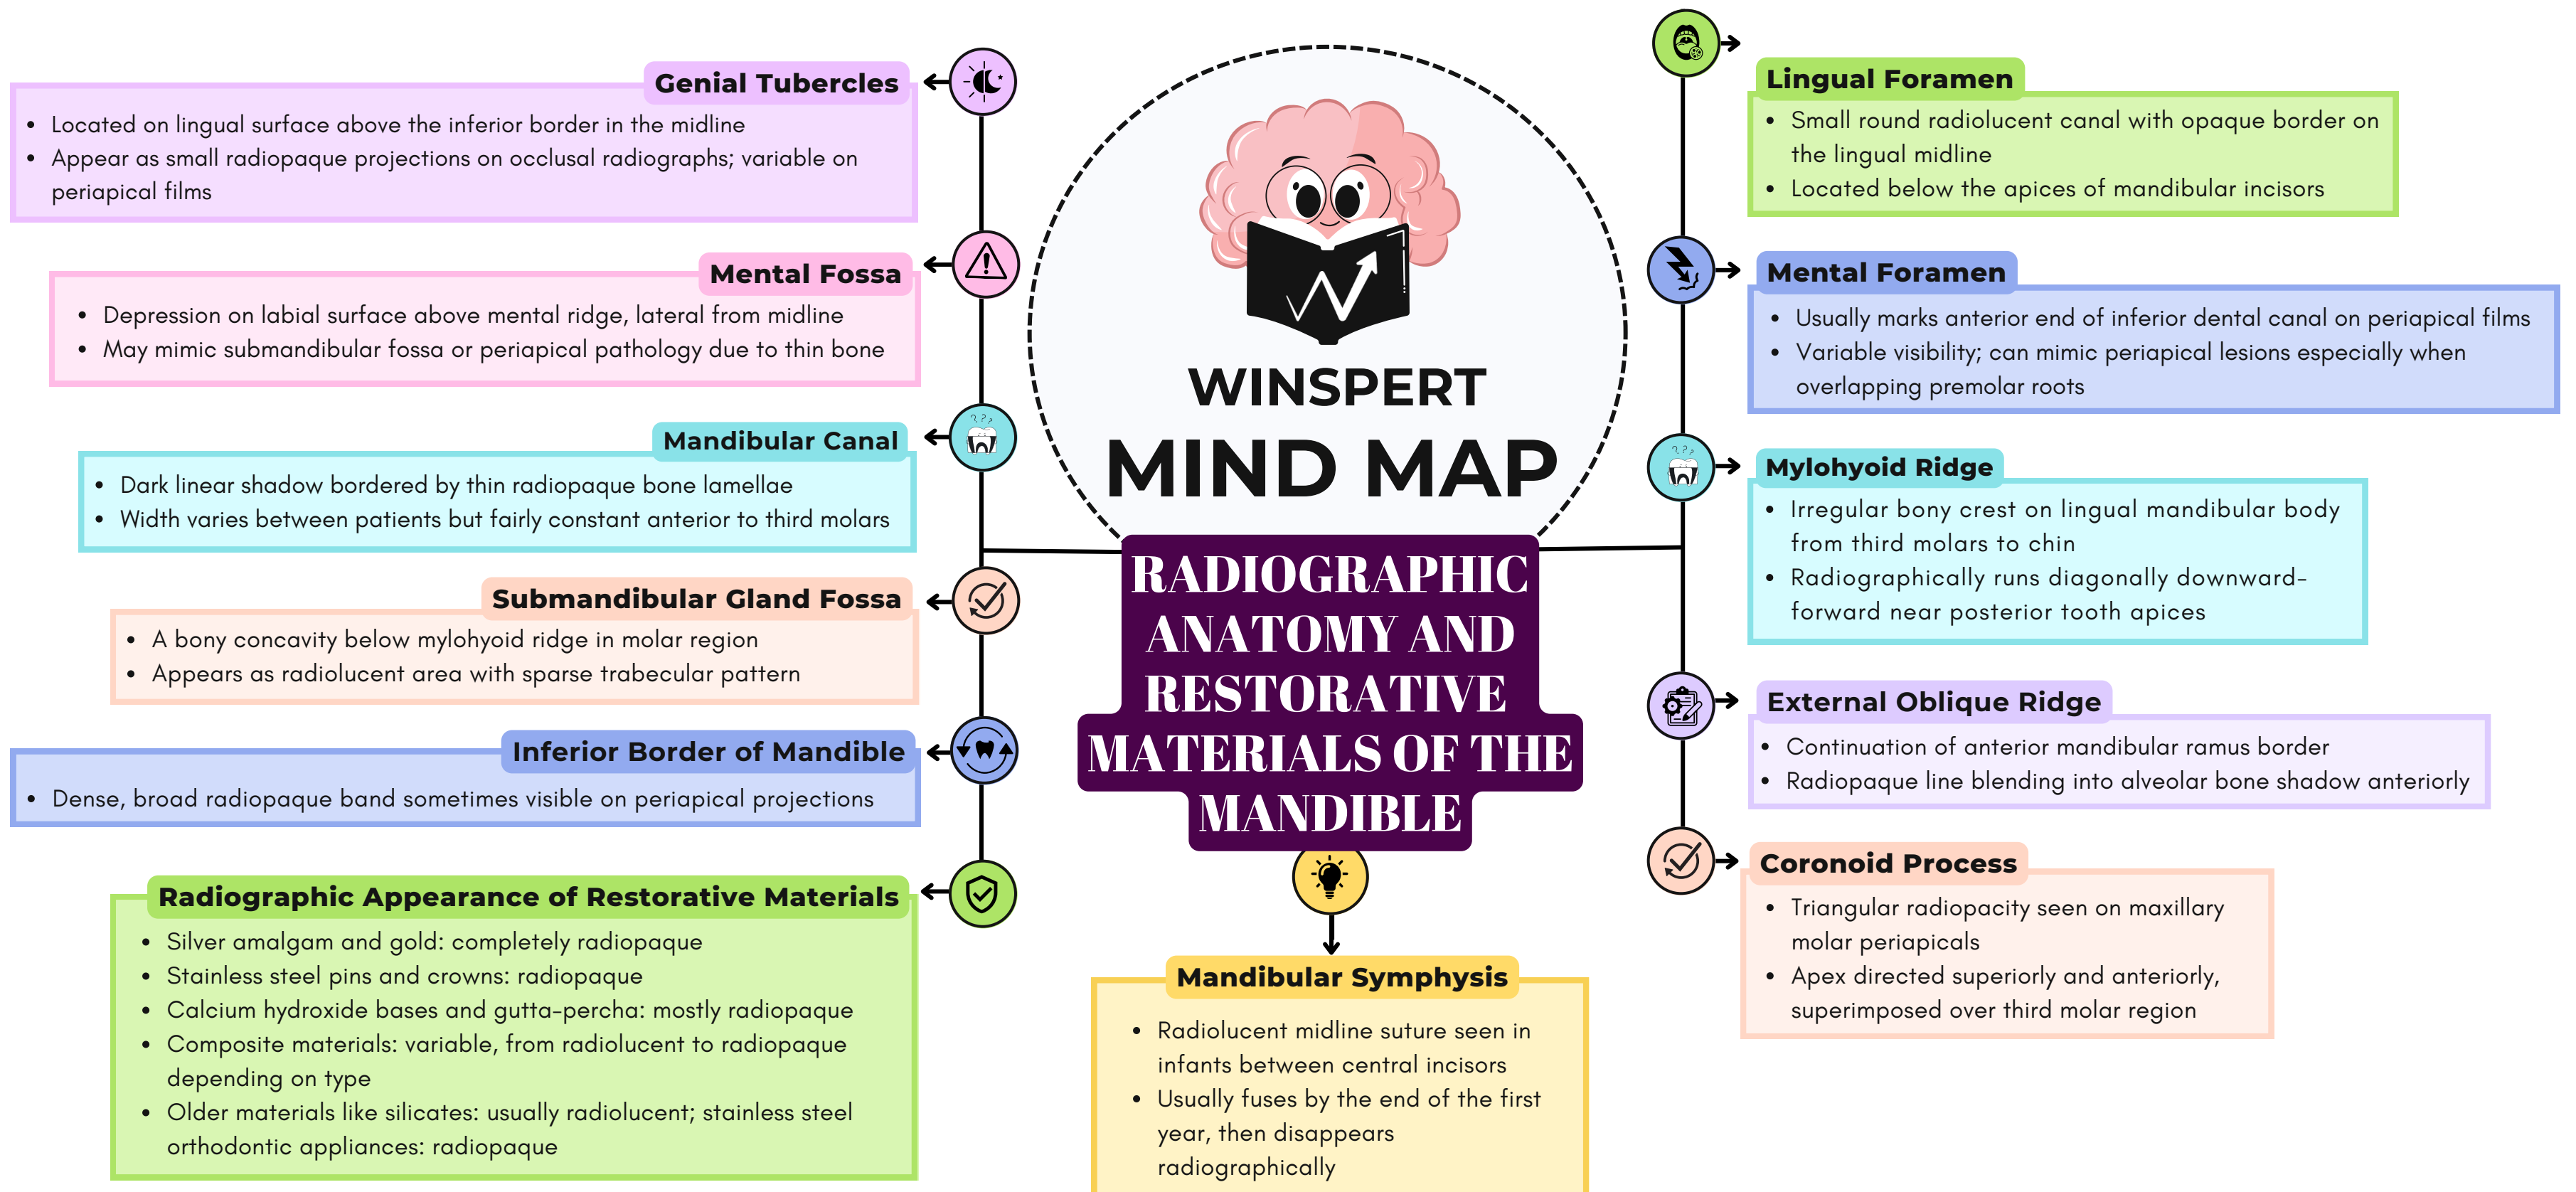 Genial Tubercles
• Located on lingual surface above the inferior border in the midline
• Appear as small radiopaque projections on occlusal radiographs; variable on
periapical films
Mental Fossa
• Depression on labial surface above mental ridge, lateral from midline
• May mimic submandibular fossa or periapical pathology due to thin bone
Mandibular Canal
• Dark linear shadow bordered by thin radiopaque bone lamellae
• Width varies between patients but fairly constant anterior to third molars
Submandibular Gland Fossa
• A bony concavity below mylohyoid ridge in molar region
• Appears as radiolucent area with sparse trabecular pattern
Inferior Border of Mandible
• Dense, broad radiopaque band sometimes visible on periapical projections
Radiographic Appearance of Restorative Materials
• Silver amalgam and gold: completely radiopaque
• Stainless steel pins and crowns: radiopaque
• Calcium hydroxide bases and gutta-percha: mostly radiopaque
• Composite materials: variable, from radiolucent to radiopaque
depending on type
• Older materials like silicates: usually radiolucent; stainless steel
orthodontic appliances: radiopaque
WINSPERT
MIND MAP
RADIOGRAPHIC
ANATOMY AND
RESTORATIVE
MATERIALS OF THE
MANDIBLE
Mandibular Symphysis
• Radiolucent midline suture seen in
infants between central incisors
• Usually fuses by the end of the first
year, then disappears
radiographically
Lingual Foramen
• Small round radiolucent canal with opaque border on
the lingual midline
• Located below the apices of mandibular incisors
Mental Foramen
• Usually marks anterior end of inferior dental canal on periapical films
• Variable visibility; can mimic periapical lesions especially when
overlapping premolar roots
Mylohyoid Ridge
• Irregular bony crest on lingual mandibular body
from third molars to chin
• Radiographically runs diagonally downward-
forward near posterior tooth apices
External Oblique Ridge
• Continuation of anterior mandibular ramus border
• Radiopaque line blending into alveolar bone shadow anteriorly
Coronoid Process
• Triangular radiopacity seen on maxillary
molar periapicals
• Apex directed superiorly and anteriorly,
superimposed over third molar region